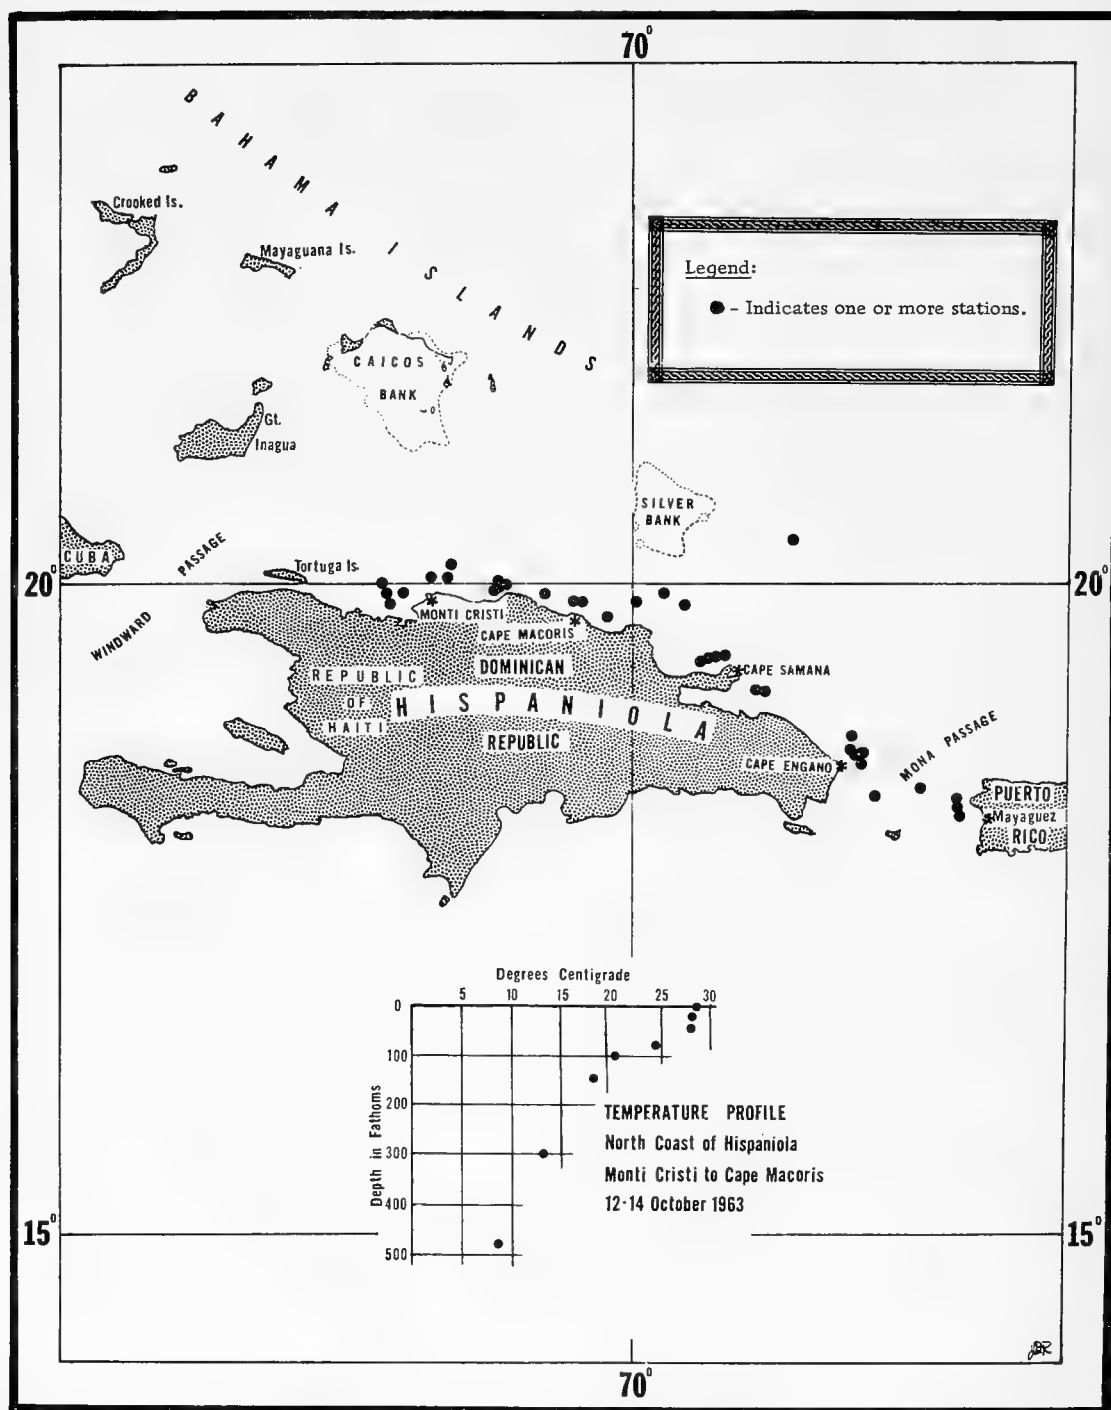 70°
BAHAMA ISLANDS
Crooked Is.
Mayaguana Is.
Legend:
● - Indicates one or more stations.
CAICOS
BANK
Gt.
Inagua
SILVER
BANK
CUBA
WINDWARD PASSAGE
Tortuga Is.
20°
20°
MONTI CRISTI
CAPE MACORIS
DOMINICAN
REPUBLIC
OF
HAITI
HISPANIOLA
REPUBLIC
CAPE SAMANA
CAPE ENGANO
MONA PASSAGE
PUERTO
Mayaguez
RICO
Degrees Centigrade
5 10 15 20 25 30
0
100
200
300
400
500
Depth in Fathoms
TEMPERATURE PROFILE
North Coast of Hispaniola
Monti Cristi to Cape Macoris
12-14 October 1963
15°
15°
70°